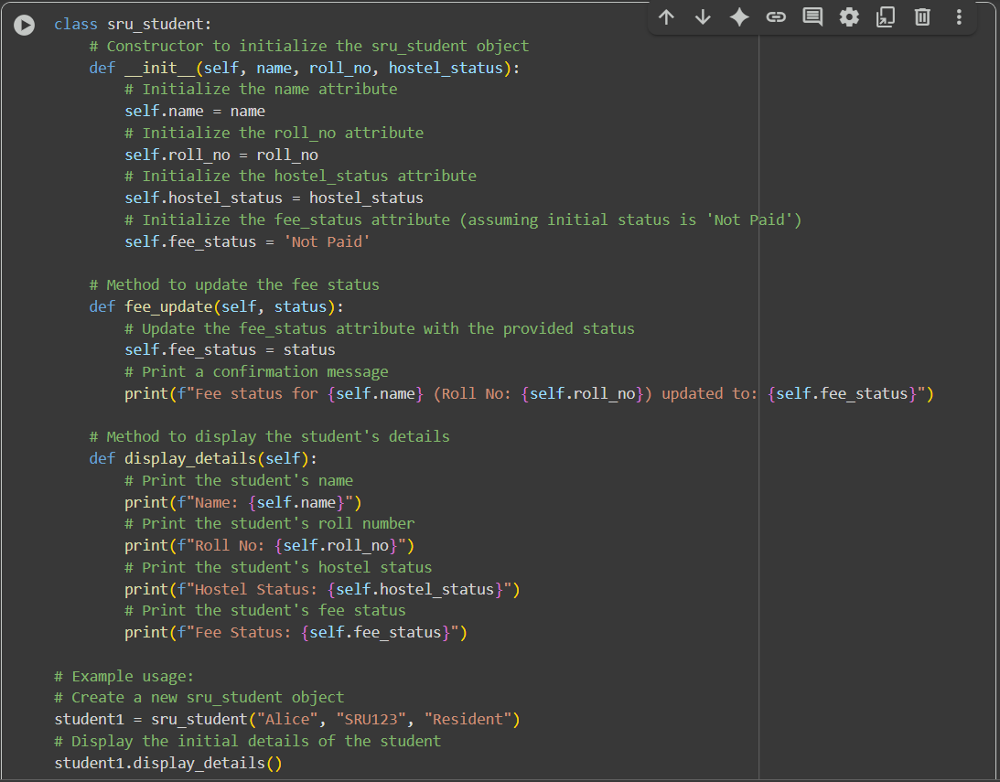 class sru_student:
    # Constructor to initialize the sru_student object
    def __init__(self, name, roll_no, hostel_status):
        # Initialize the name attribute
        self.name = name
        # Initialize the roll_no attribute
        self.roll_no = roll_no
        # Initialize the hostel_status attribute
        self.hostel_status = hostel_status
        # Initialize the fee_status attribute (assuming initial status is 'Not Paid')
        self.fee_status = 'Not Paid'

    # Method to update the fee status
    def fee_update(self, status):
        # Update the fee_status attribute with the provided status
        self.fee_status = status
        # Print a confirmation message
        print(f"Fee status for {self.name} (Roll No: {self.roll_no}) updated to: {self.fee_status}")

    # Method to display the student's details
    def display_details(self):
        # Print the student's name
        print(f"Name: {self.name}")
        # Print the student's roll number
        print(f"Roll No: {self.roll_no}")
        # Print the student's hostel status
        print(f"Hostel Status: {self.hostel_status}")
        # Print the student's fee status
        print(f"Fee Status: {self.fee_status}")

# Example usage:
# Create a new sru_student object
student1 = sru_student("Alice", "SRU123", "Resident")
# Display the initial details of the student
student1.display_details()